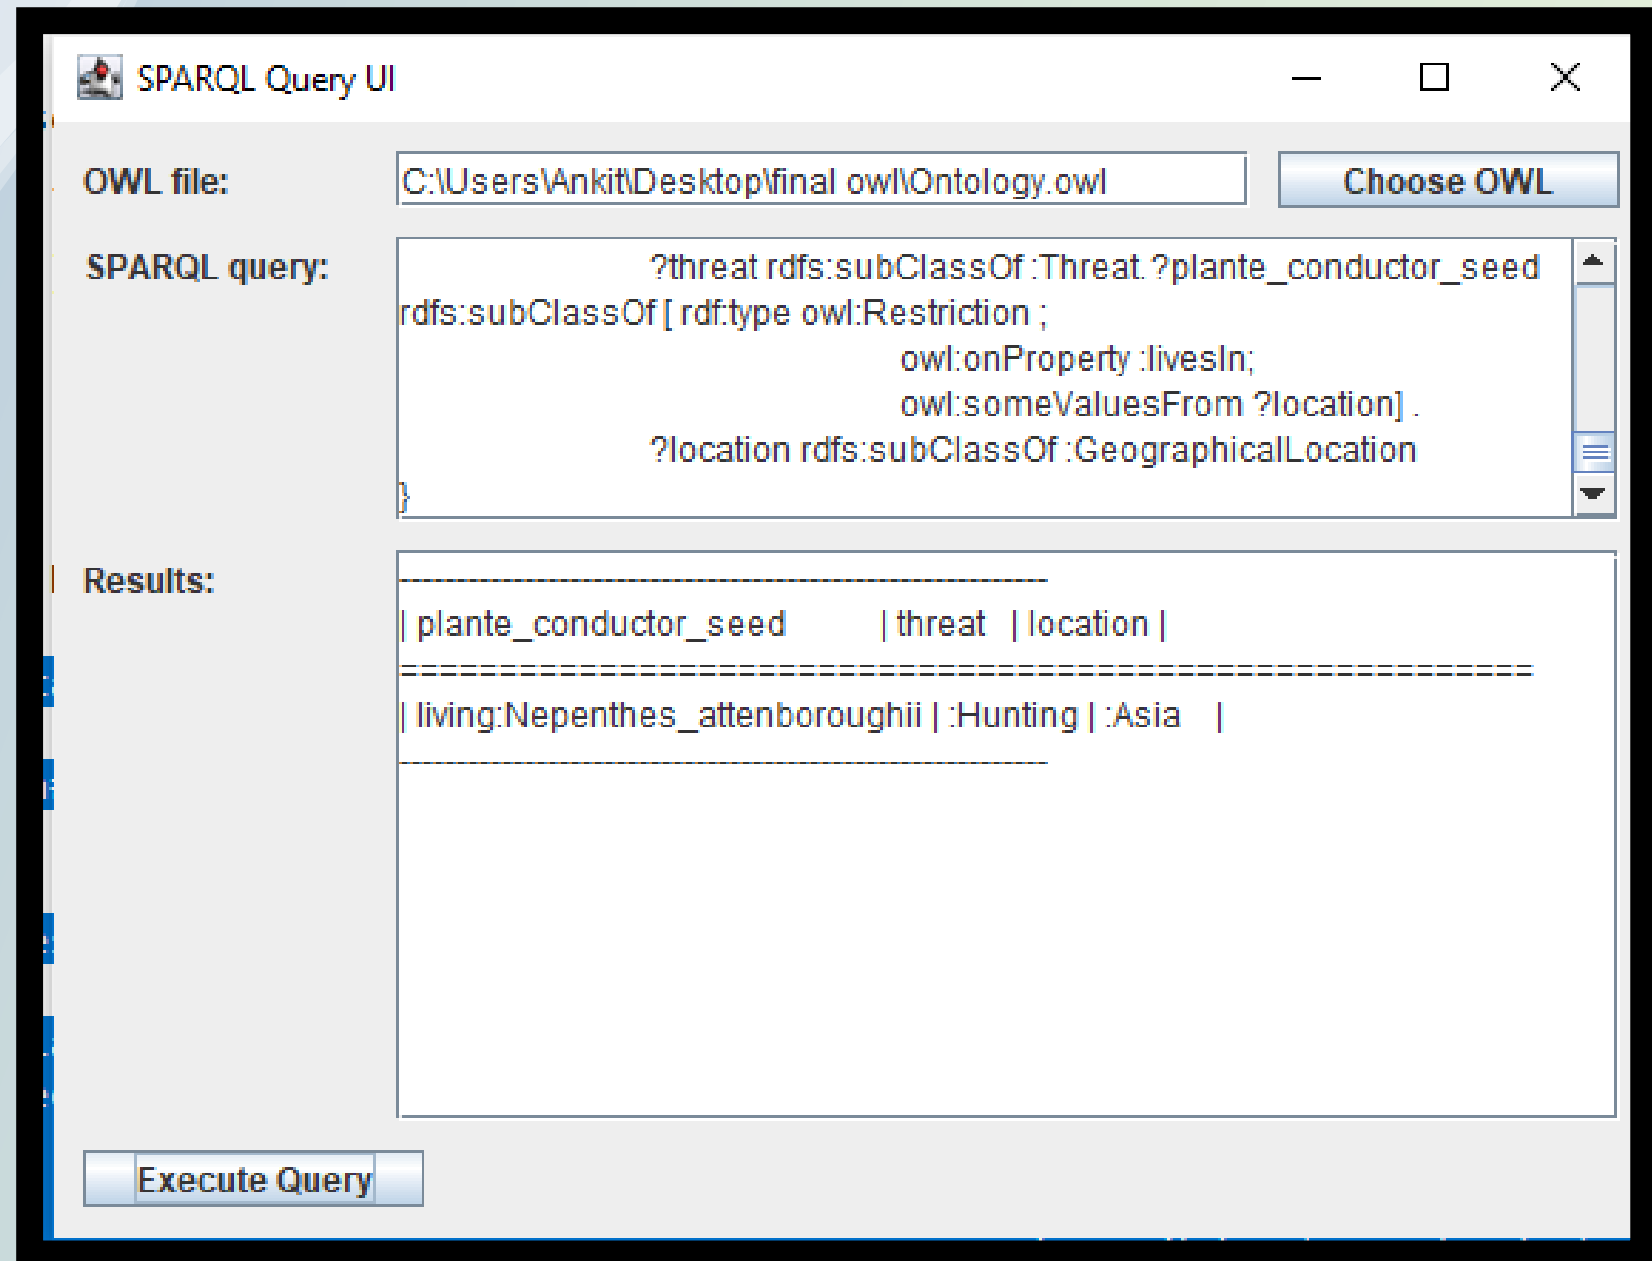 SPARQL Query UI
OWL file:
C:\Users\Ankit\Desktop\final owl\Ontology.owl
Choose OWL
SPARQL query:
?threat rdfs:subClassOf :Threat. ?plante_conductor_seed
rdfs:subClassOf [ rdf:type owl:Restriction ;
owl:onProperty :livesIn;
owl:someValuesFrom ?location] .
?location rdfs:subClassOf :GeographicalLocation
}
Results:
---------------------------------------------------------------------
| plante_conductor_seed | threat | location |
=========================================================
| living:Nepenthes_attenboroughii | :Hunting | :Asia |
---------------------------------------------------------------------
Execute Query